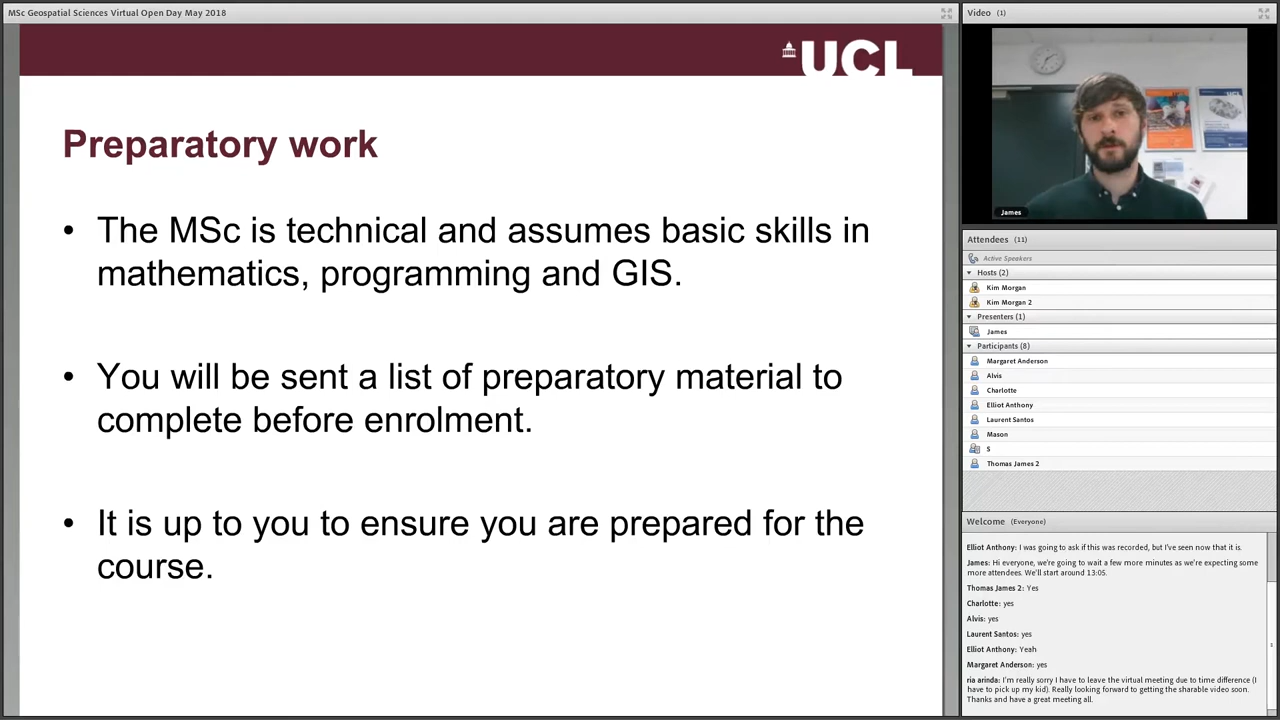 MSc Geospatial Sciences Virtual Open Day May 2018
UCL
Preparatory work
• The MSc is technical and assumes basic skills in
mathematics, programming and GIS.
• You will be sent a list of preparatory material to
complete before enrolment.
• It is up to you to ensure you are prepared for the
course.
Video (1)
UCL
James
Attendees (11)
Active Speakers
Hosts (2)
Kim Morgan
Kim Morgan 2
Presenters (1)
James
Participants (8)
Margaret Anderson
Alvis
Charlotte
Elliot Anthony
Laurent Santos
Mason
S
Thomas James 2
Welcome (Everyone)
Elliot Anthony: I was going to ask if this was recorded, but I've seen now that it is.
James: Hi everyone, we're going to wait a few more minutes as we're expecting some
more attendees. We'll start around 13:05.
Thomas James 2: Yes
Charlotte: yes
Alvis: yes
Laurent Santos: yes
Elliot Anthony: Yeah
Margaret Anderson: yes
ria arinda: I'm really sorry I have to leave the virtual meeting due to time difference (I
have to pick up my kid). Really looking forward to getting the sharable video soon.
Thanks and have a great meeting all.